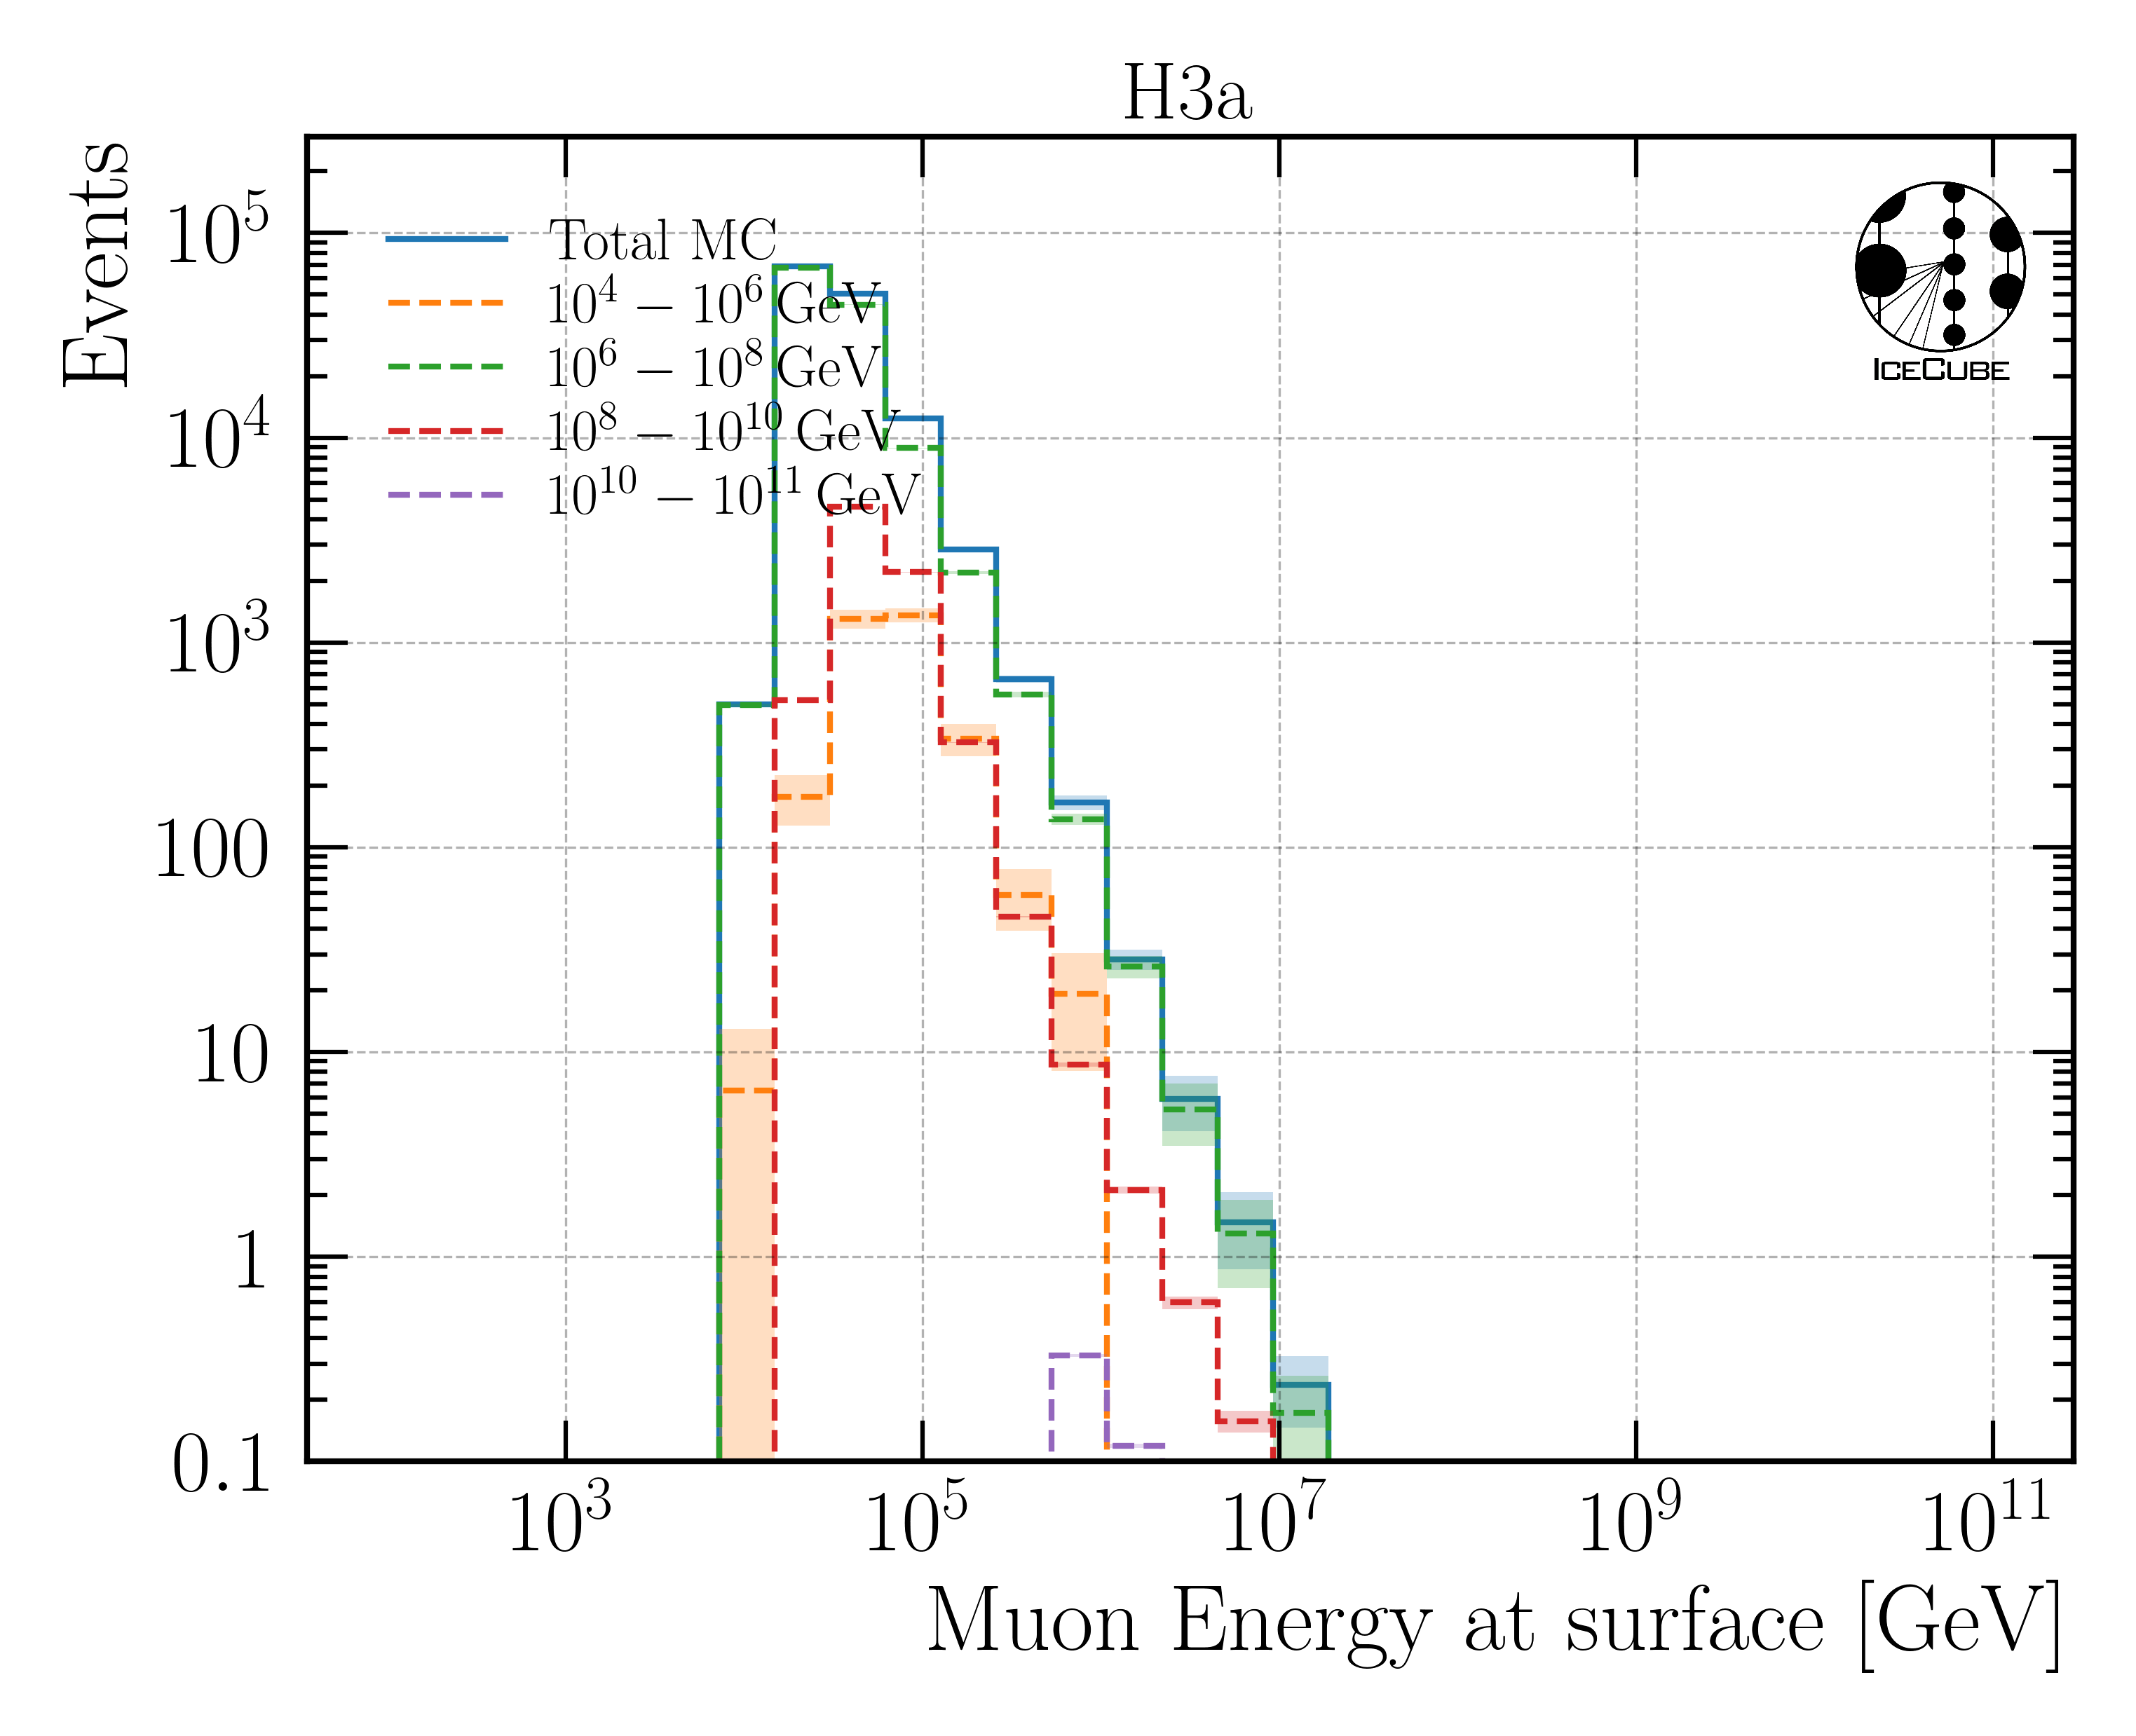 H3a
Events
10^5
10^4
10^3
100
10
1
0.1
Total MC
10^4 − 10^6 GeV
10^6 − 10^8 GeV
10^8 − 10^10 GeV
10^10 − 10^11 GeV
ICECUBE
10^3
10^5
10^7
10^9
10^11
Muon Energy at surface [GeV]